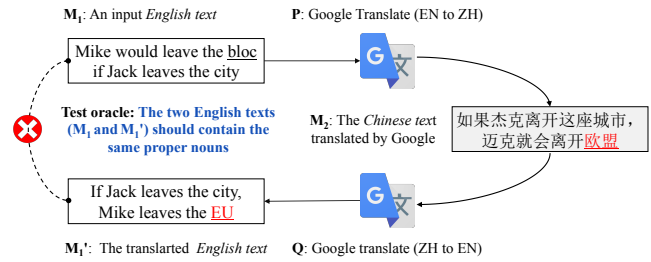 M1: An input English text
P: Google Translate (EN to ZH)
Mike would leave the bloc
if Jack leaves the city
G 文
Test oracle: The two English texts
(M1 and M1') should contain the
same proper nouns
M2: The Chinese text
translated by Google
如果杰克离开这座城市，
迈克就会离开欧盟
If Jack leaves the city,
Mike leaves the EU
G 文
M1': The translarted English text
Q: Google translate (ZH to EN)